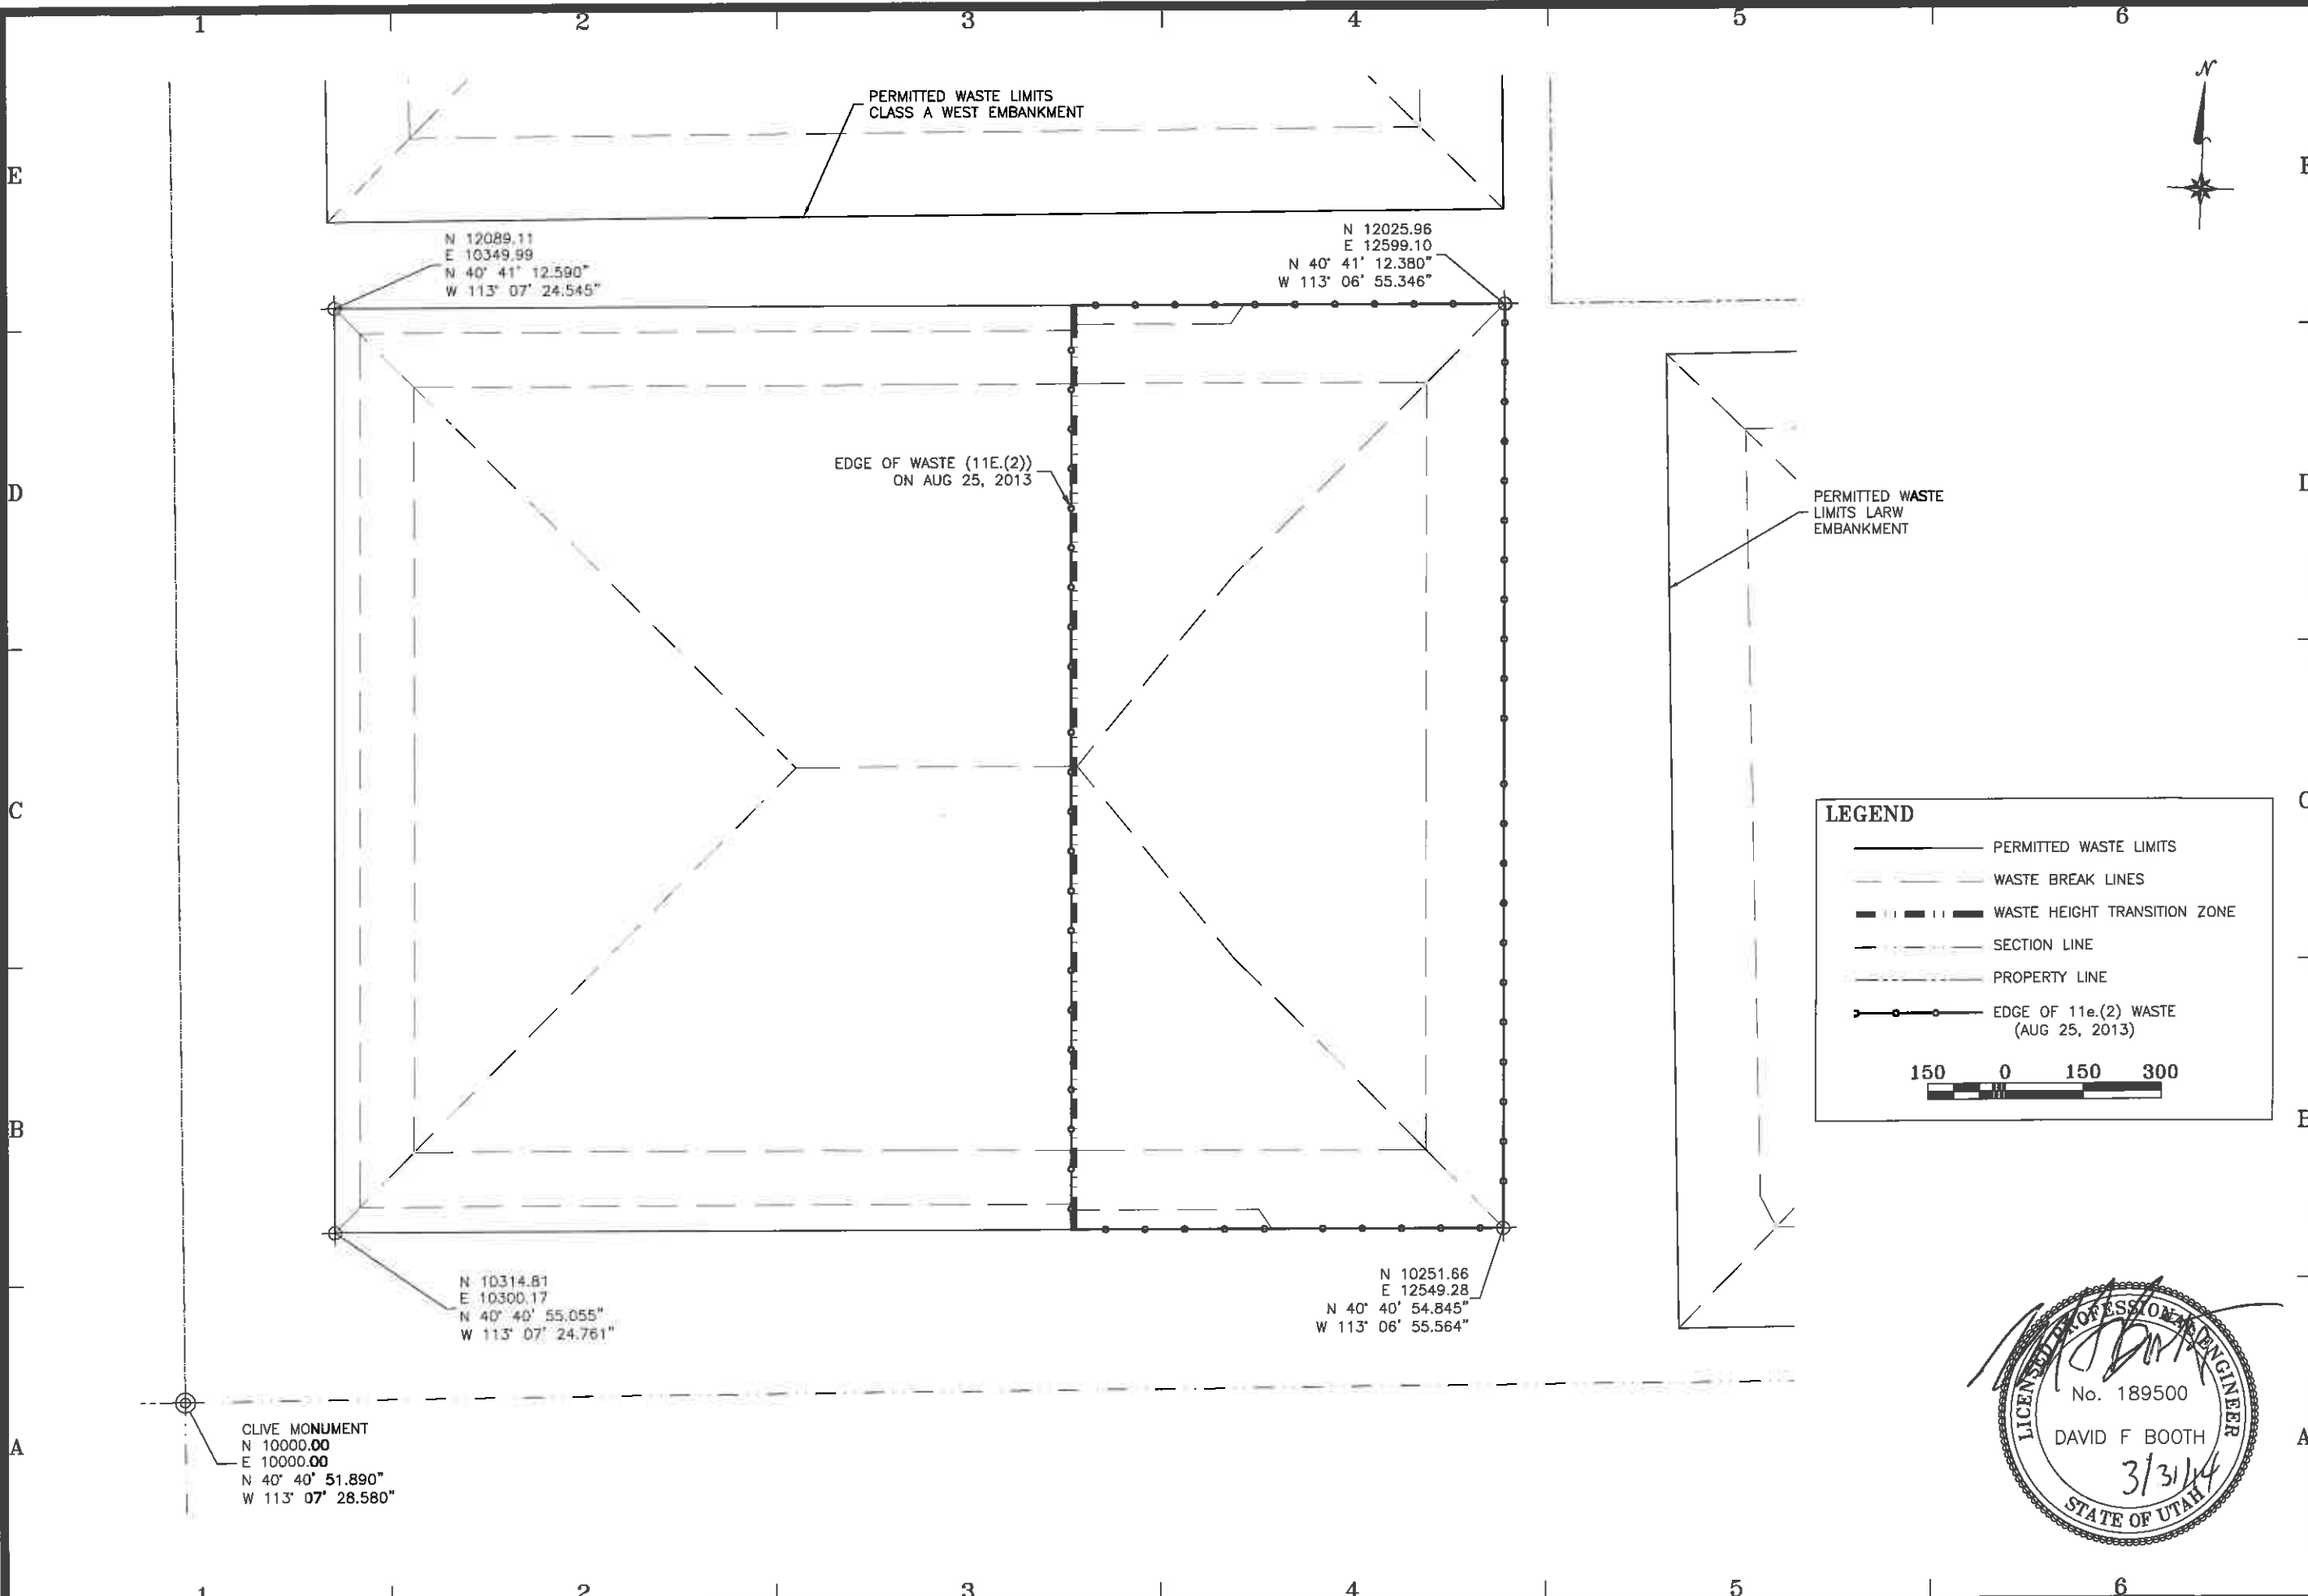 1 2 3 4 5 6
N
PERMITTED WASTE LIMITS
CLASS A WEST EMBANKMENT
E
N 12089.11
E 10349.99
N 40° 41' 12.590"
W 113° 07' 24.545"
N 12025.96
E 12599.10
N 40° 41' 12.380"
W 113° 06' 55.346"
EDGE OF WASTE (11E.(2))
ON AUG 25, 2013
D
PERMITTED WASTE
LIMITS LARW
EMBANKMENT
C
LEGEND
PERMITTED WASTE LIMITS
WASTE BREAK LINES
WASTE HEIGHT TRANSITION ZONE
SECTION LINE
PROPERTY LINE
EDGE OF 11e.(2) WASTE
(AUG 25, 2013)
150 0 150 300
B
N 10314.81
E 10300.17
N 40° 40' 55.055"
W 113° 07' 24.761"
N 10251.66
E 12549.28
N 40° 40' 54.845"
W 113° 06' 55.564"
CLIVE MONUMENT
N 10000.00
E 10000.00
N 40° 40' 51.890"
W 113° 07' 28.580"
A
A
LICENSED PROFESSIONAL ENGINEER
No. 189500
DAVID F BOOTH
3/31/14
STATE OF UTAH
1 2 3 4 5 6